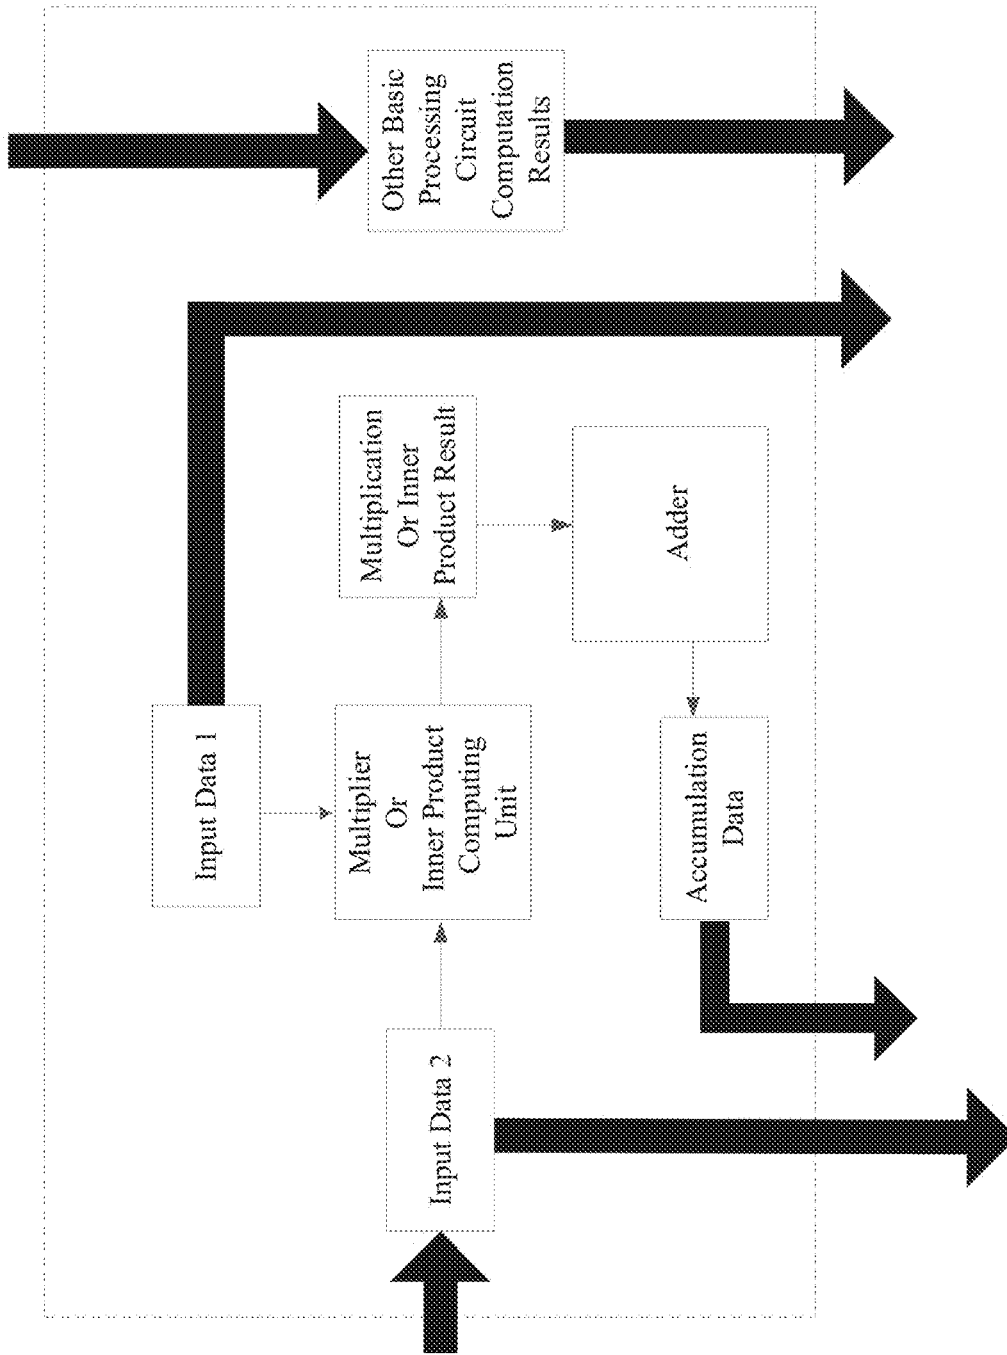 Input Data 1
Input Data 2
Multiplier
Or
Inner Product
Computing
Unit
Multiplication
Or Inner
Product Result
Adder
Accumulation
Data
Other Basic
Processing
Circuit
Computation
Results